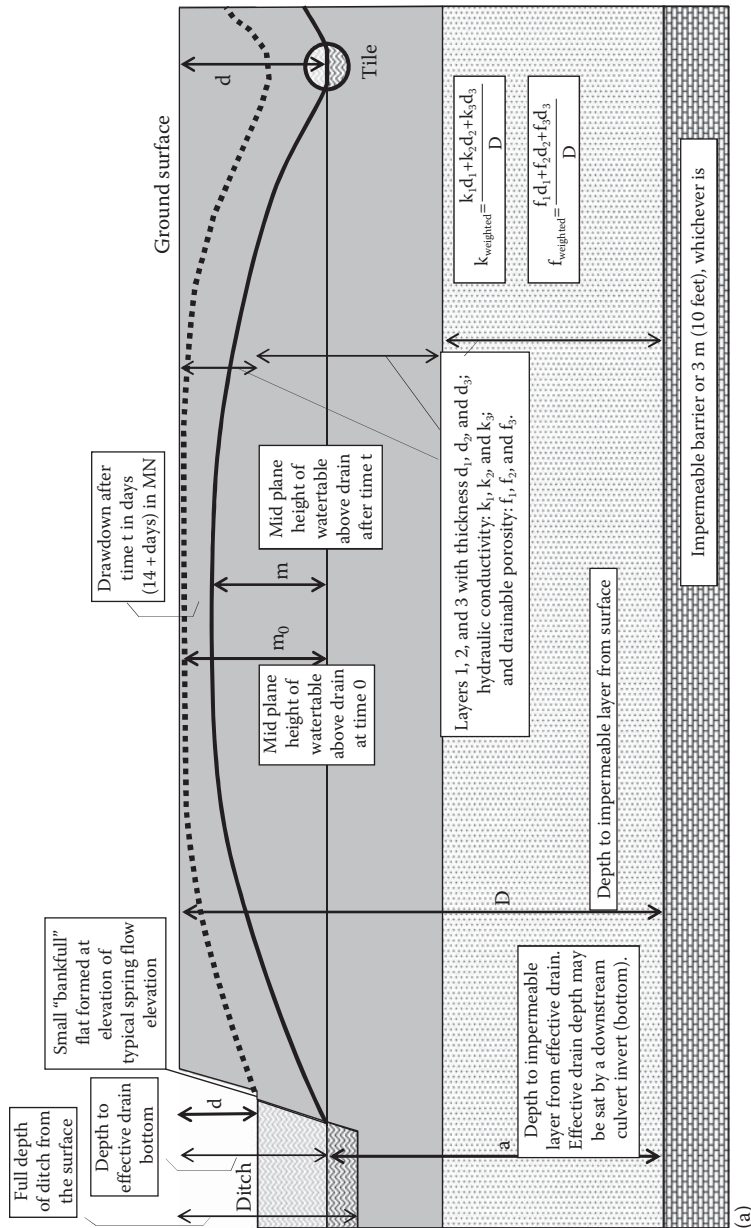 Full depth
of ditch from
the surface
Depth to
effective drain
bottom
Small “bankfull”
flat formed at
elevation of
typical spring flow
elevation
Drawdown after
time t in days
(14 + days) in MN
Ground surface
d
Ditch
d
Tile
m₀
m
Mid plane
height of
watertable
above drain
at time 0
Mid plane
height of
watertable
above drain
after time t
Layers 1, 2, and 3 with thickness d₁, d₂, and d₃;
hydraulic conductivity: k₁, k₂, and k₃;
and drainable porosity: f₁, f₂, and f₃.
k_weighted= k₁d₁+k₂d₂+k₃d₃
D
f_weighted= f₁d₁+f₂d₂+f₃d₃
D
a
D
Depth to impermeable
layer from effective drain.
Effective drain depth may
be sat by a downstream
culvert invert (bottom).
Depth to impermeable layer from surface
Impermeable barrier or 3 m (10 feet), whichever is
(a)